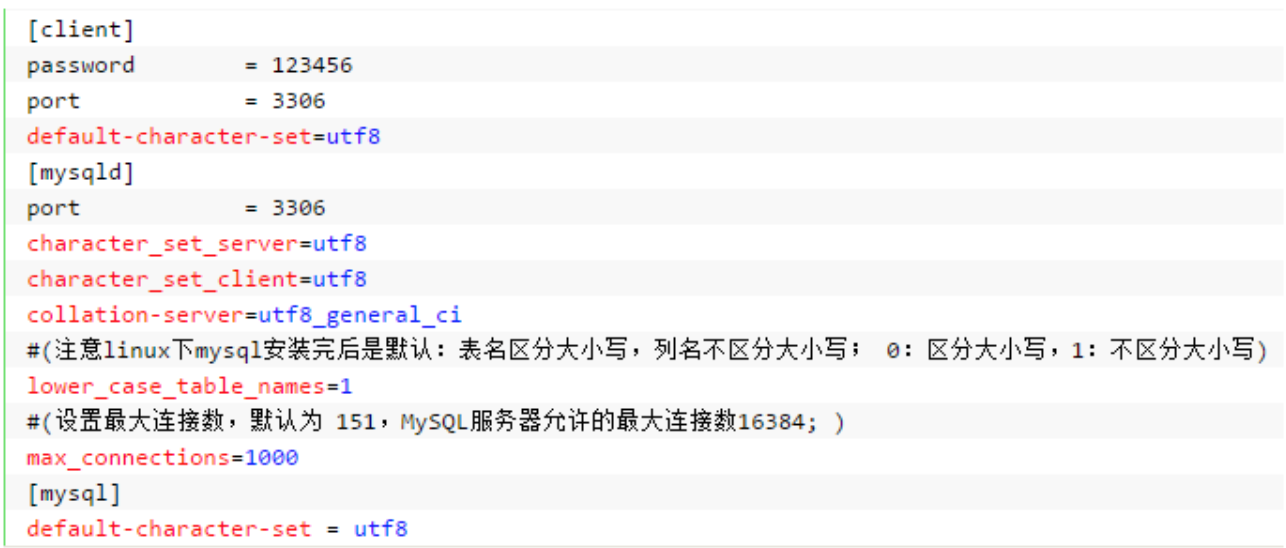 [client]
password        = 123456
port            = 3306
default-character-set=utf8
[mysqld]
port            = 3306
character_set_server=utf8
character_set_client=utf8
collation-server=utf8_general_ci
#(注意linux下mysql安装完后是默认：表名区分大小写，列名不区分大小写； 0：区分大小写，1：不区分大小写)
lower_case_table_names=1
#(设置最大连接数，默认为 151，MySQL服务器允许的最大连接数16384; )
max_connections=1000
[mysql]
default-character-set = utf8